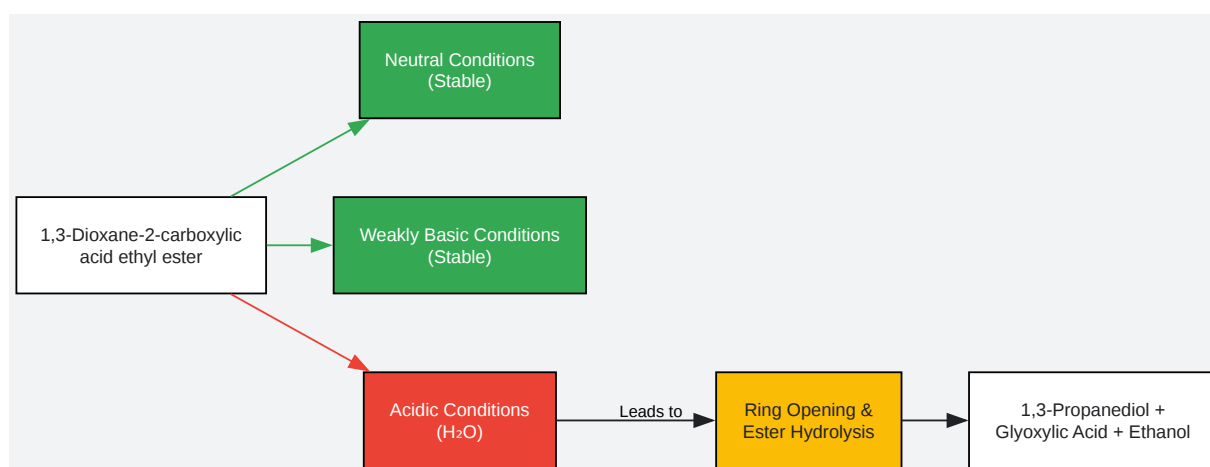 Neutral Conditions
(Stable)
1,3-Dioxane-2-carboxylic
acid ethyl ester
Weakly Basic Conditions
(Stable)
Acidic Conditions
(H₂O)
Leads to
Ring Opening &
Ester Hydrolysis
1,3-Propanediol +
Glyoxylic Acid + Ethanol